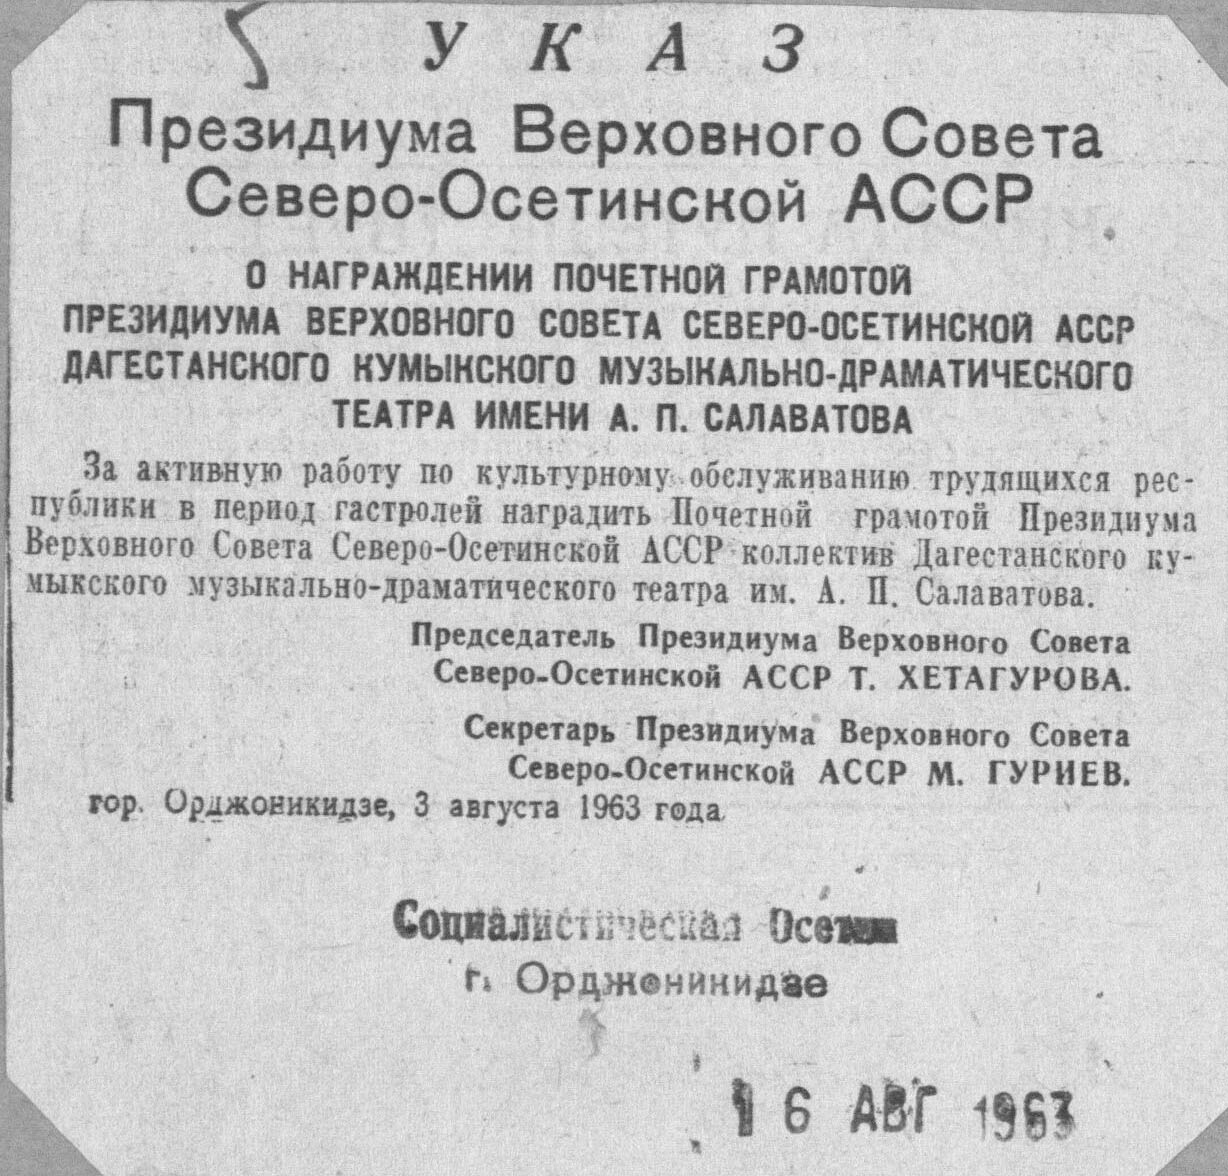 УКАЗ
Президиума Верховного Совета
Северо-Осетинской АССР
О НАГРАЖДЕНИИ ПОЧЕТНОЙ ГРАМОТОЙ
ПРЕЗИДИУМА ВЕРХОВНОГО СОВЕТА СЕВЕРО-ОСЕТИНСКОЙ АССР
ДАГЕСТАНСКОГО КУМЫКСКОГО МУЗЫКАЛЬНО-ДРАМАТИЧЕСКОГО
ТЕАТРА ИМЕНИ А. П. САЛАВАТОВА
За активную работу по культурному обслуживанию трудящихся рес-
публики в период гастролей наградить Почетной грамотой Президиума
Верховного Совета Северо-Осетинской АССР коллектив Дагестанского ку-
мыкского музыкально-драматического театра им. А. П. Салаватова.
Председатель Президиума Верховного Совета
Северо-Осетинской АССР Т. ХЕТАГУРОВА.
Секретарь Президиума Верховного Совета
Северо-Осетинской АССР М. ГУРИЕВ.
гор. Орджоникидзе, 3 августа 1963 года.
Социалистическая Осетия
г. Орджоникидзе
16 АВГ 1963